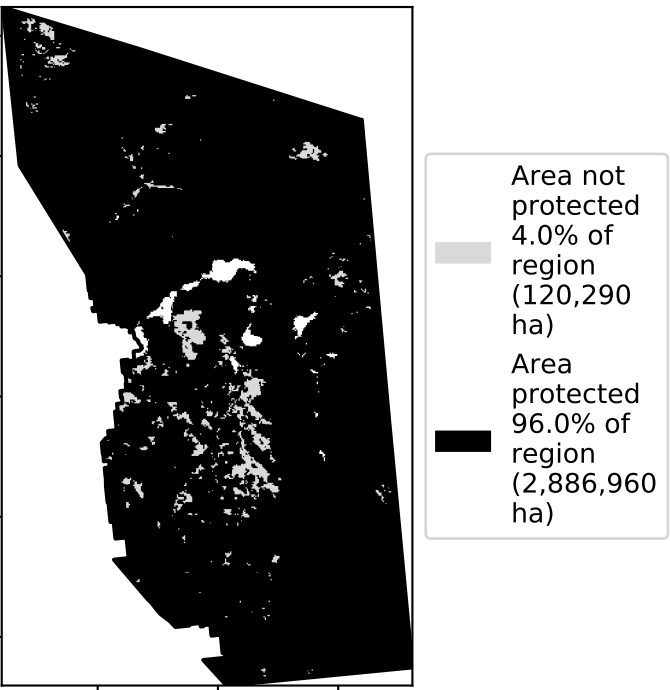 Area not
protected
4.0% of
region
(120,290
ha)
Area
protected
96.0% of
region
(2,886,960
ha)